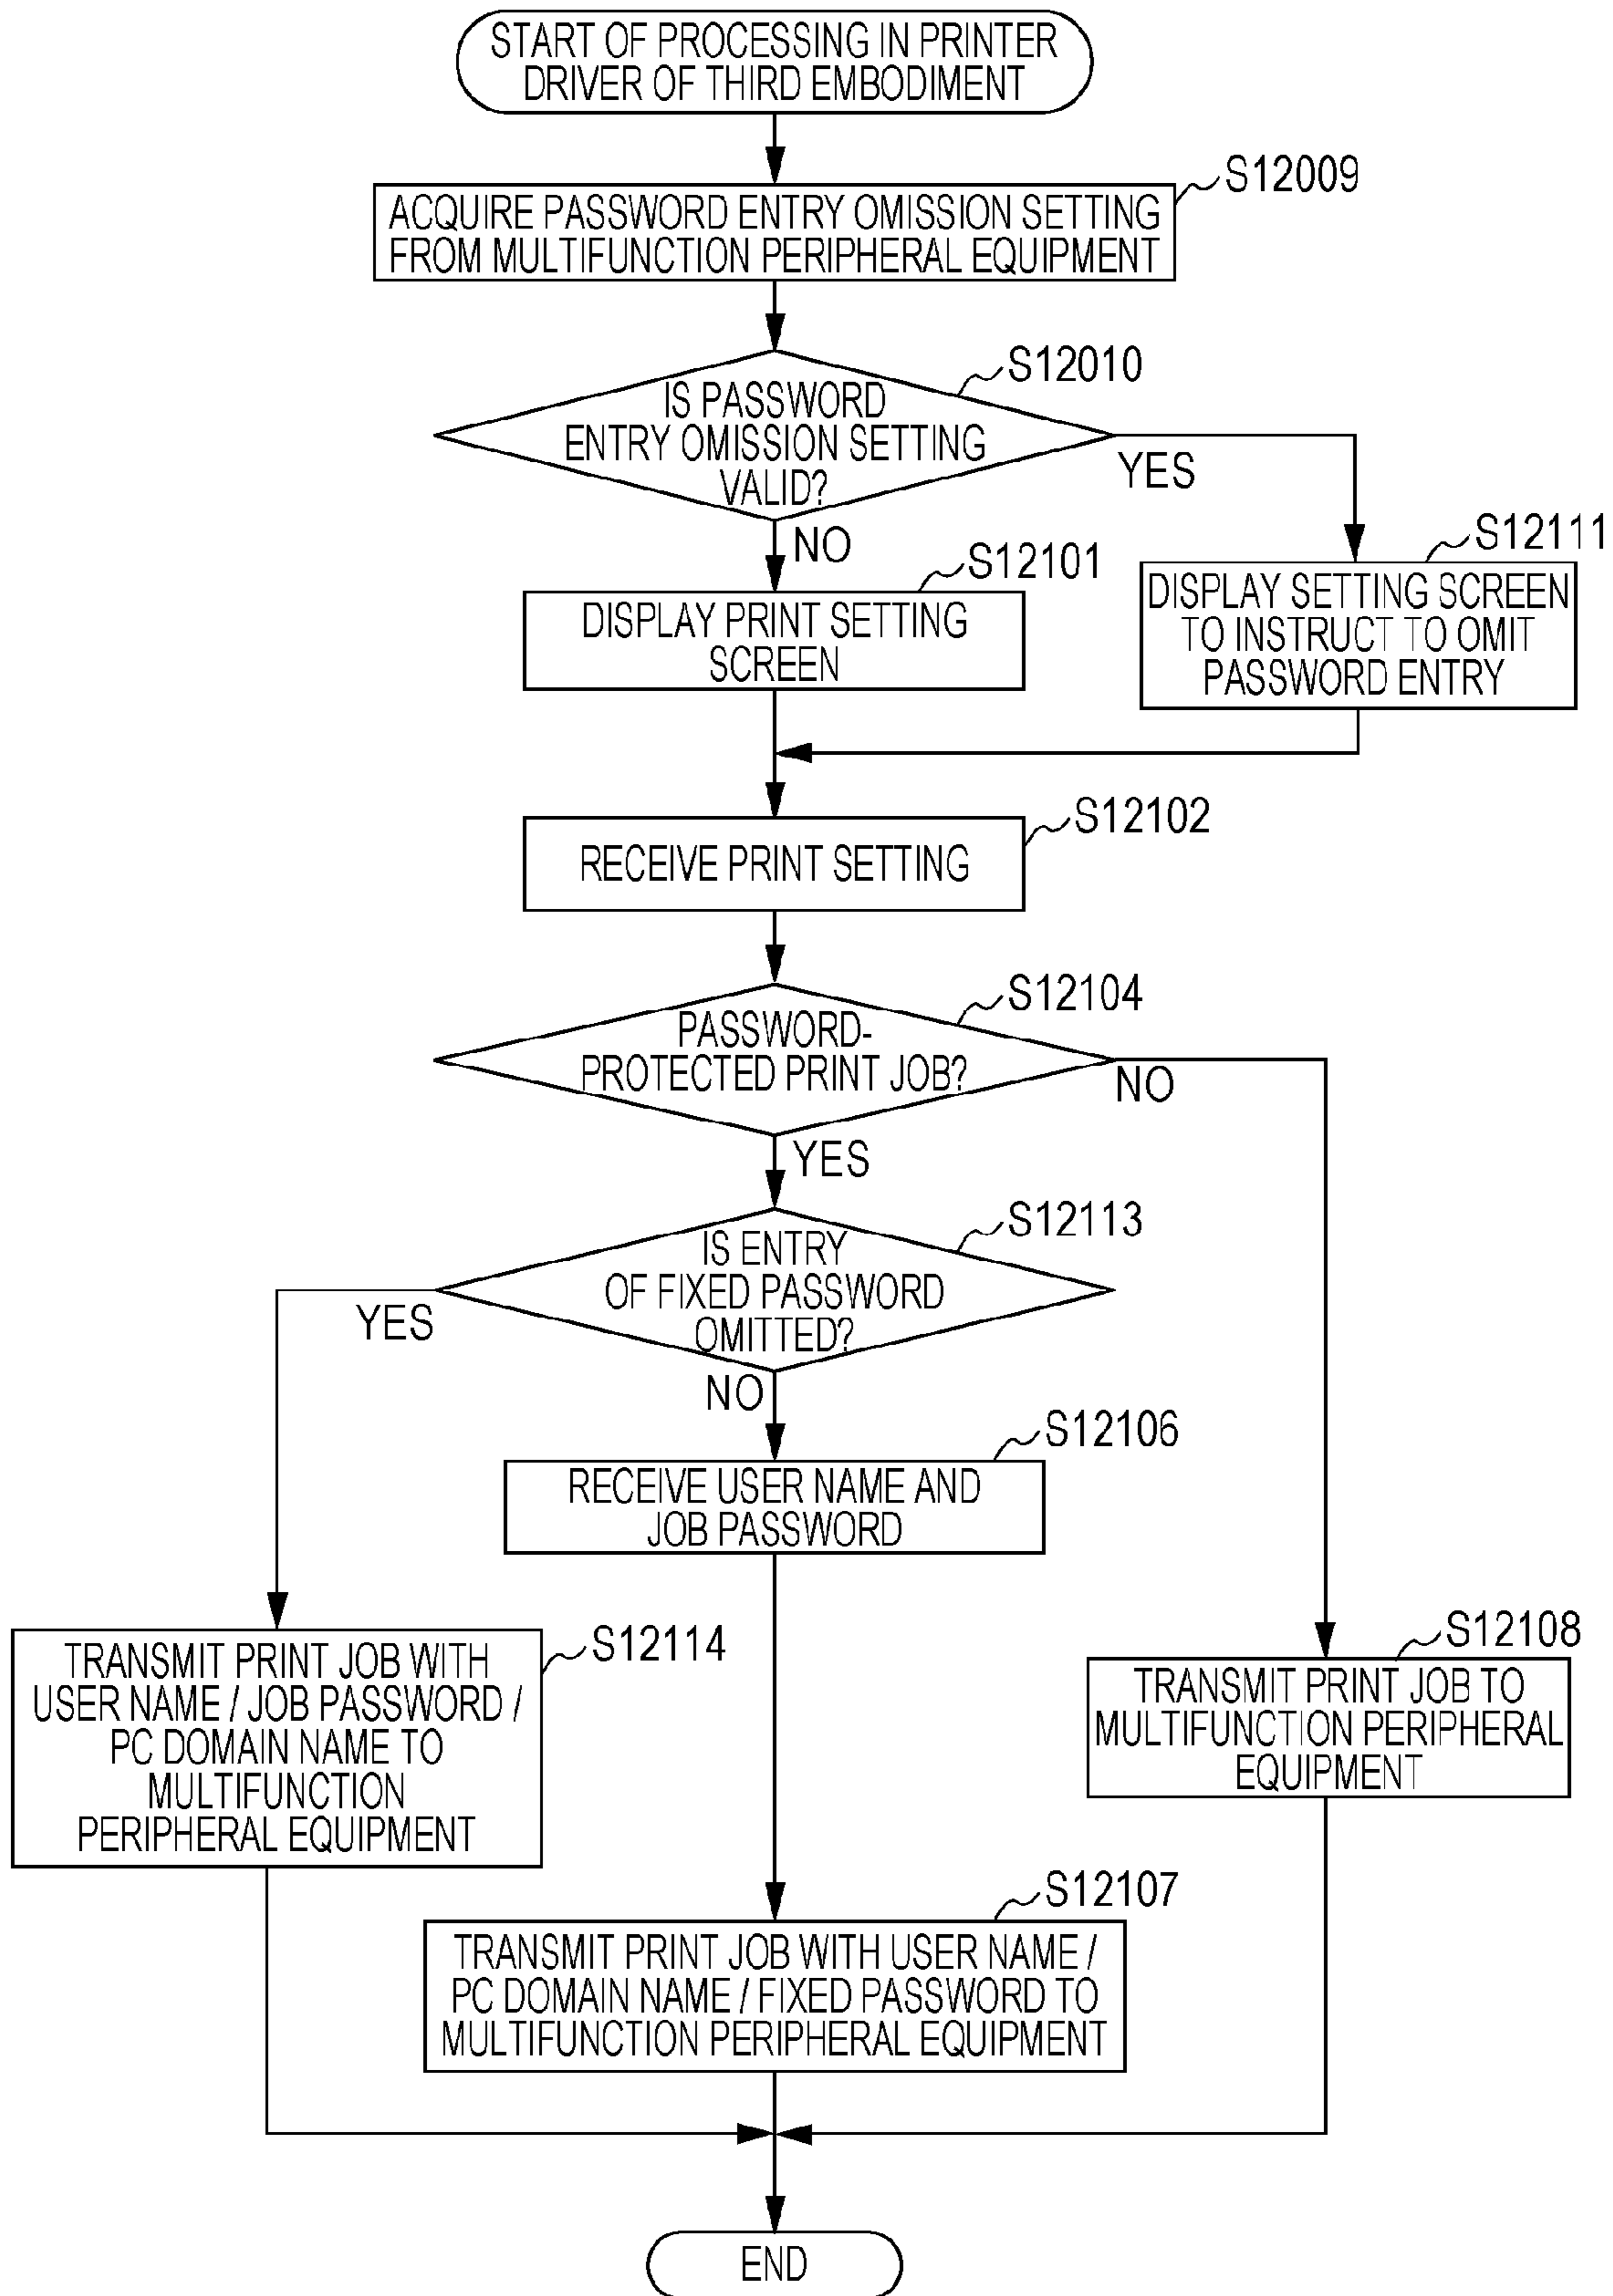 START OF PROCESSING IN PRINTER
DRIVER OF THIRD EMBODIMENT
S12009
ACQUIRE PASSWORD ENTRY OMISSION SETTING
FROM MULTIFUNCTION PERIPHERAL EQUIPMENT
S12010
IS PASSWORD
ENTRY OMISSION SETTING
VALID?
YES
NO
S12101
DISPLAY PRINT SETTING
SCREEN
S12111
DISPLAY SETTING SCREEN
TO INSTRUCT TO OMIT
PASSWORD ENTRY
S12102
RECEIVE PRINT SETTING
S12104
PASSWORD-
PROTECTED PRINT JOB?
NO
YES
S12113
IS ENTRY
OF FIXED PASSWORD
OMITTED?
YES
NO
S12106
RECEIVE USER NAME AND
JOB PASSWORD
S12114
TRANSMIT PRINT JOB WITH
USER NAME / JOB PASSWORD /
PC DOMAIN NAME TO
MULTIFUNCTION
PERIPHERAL EQUIPMENT
S12108
TRANSMIT PRINT JOB TO
MULTIFUNCTION PERIPHERAL
EQUIPMENT
S12107
TRANSMIT PRINT JOB WITH USER NAME /
PC DOMAIN NAME / FIXED PASSWORD TO
MULTIFUNCTION PERIPHERAL EQUIPMENT
END